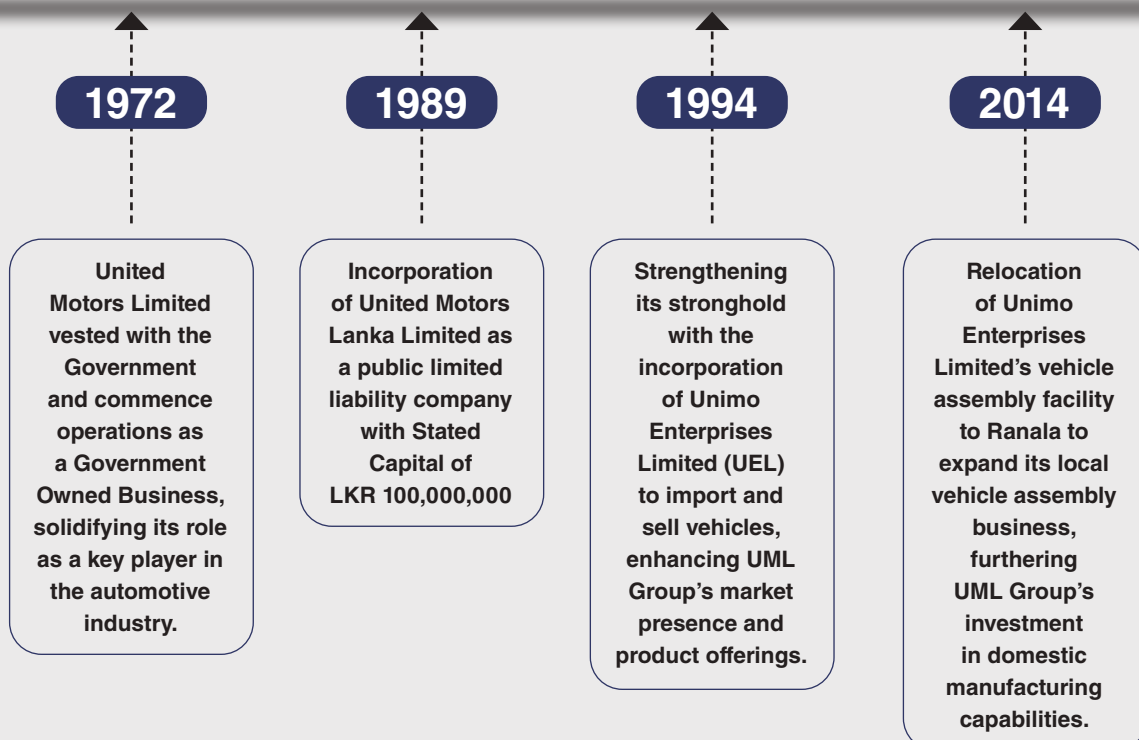 1972
United
Motors Limited
vested with the
Government
and commence
operations as
a Government
Owned Business,
solidifying its role
as a key player in
the automotive
industry.
1989
Incorporation
of United Motors
Lanka Limited as
a public limited
liability company
with Stated
Capital of
LKR 100,000,000
1994
Strengthening
its stronghold
with the
incorporation
of Unimo
Enterprises
Limited (UEL)
to import and
sell vehicles,
enhancing UML
Group’s market
presence and
product offerings.
2014
Relocation
of Unimo
Enterprises
Limited’s vehicle
assembly facility
to Ranala to
expand its local
vehicle assembly
business,
furthering
UML Group’s
investment
in domestic
manufacturing
capabilities.